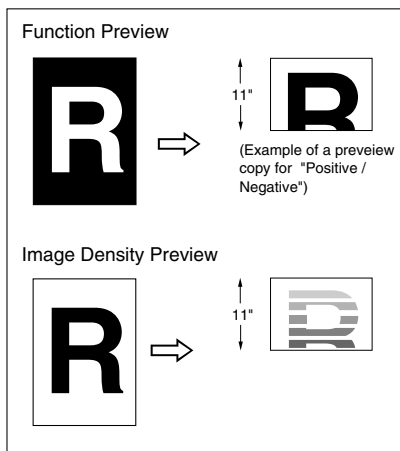 Function Preview
R
R
11"
(Example of a preveiew
copy for "Positive /
Negative")
Image Density Preview
R
R
11"